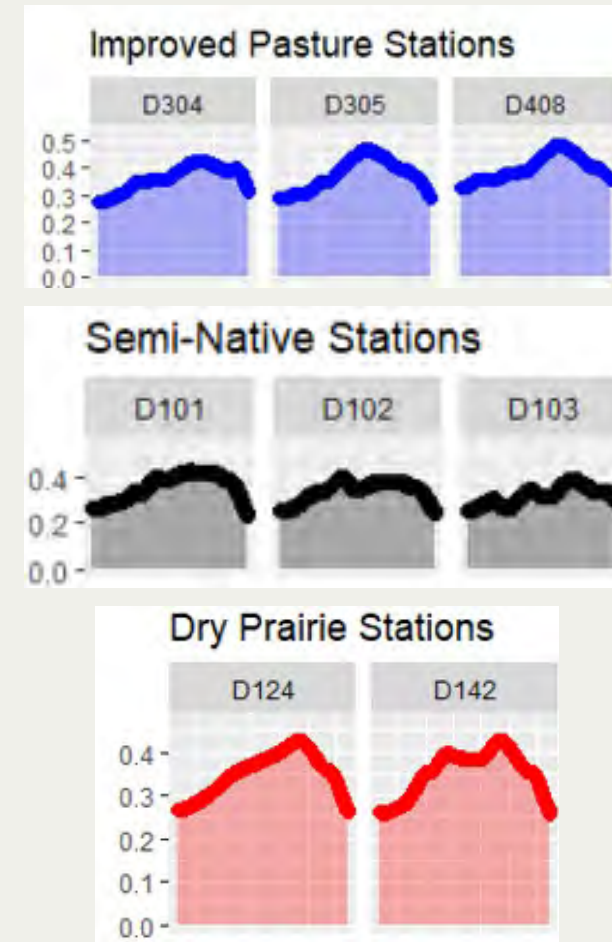 Improved Pasture Stations
D304 D305 D408
0.5
0.4
0.3
0.2
0.1
0.0
Semi-Native Stations
D101 D102 D103
0.4
0.2
0.0
Dry Prairie Stations
D124 D142
0.4
0.3
0.2
0.1
0.0